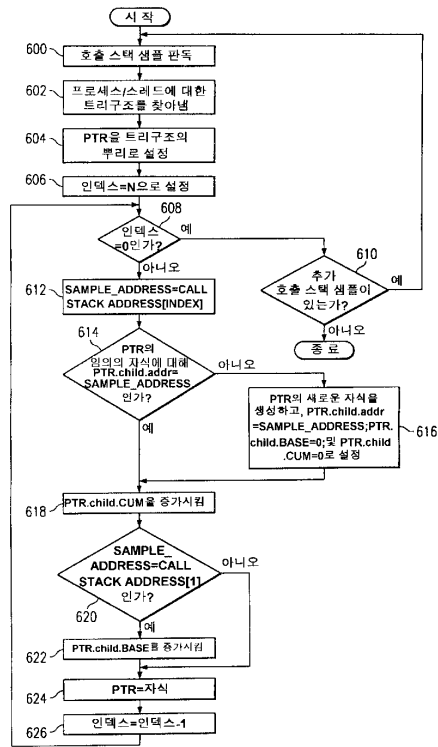 시 작
600
호출 스택 샘플 판독
602
프로세스/스레드에 대한
트리구조를 찾아냄
604
PTR을 트리구조의
뿌리로 설정
606
인덱스=N으로 설정
608
인덱스
=0인가?
예
아니오
610
추가
호출 스택 샘플이
있는가?
예
아니오
종 료
612
SAMPLE_ADDRESS=CALL
STACK ADDRESS[INDEX]
614
PTR의
임의의 자식에 대해
PTR.child.addr=
SAMPLE_ADDRESS
인가?
아니오
예
PTR의 새로운 자식을
생성하고, PTR.child.addr
=SAMPLE_ADDRESS;PTR.
child.BASE=0;및 PTR.child
.CUM=0로 설정
616
618
PTR.child.CUM을 증가시킴
SAMPLE_
ADDRESS=CALL
STACK ADDRESS[1]
인가?
아니오
620
예
622
PTR.child.BASE를 증가시킴
624
PTR=자식
626
인덱스=인덱스-1